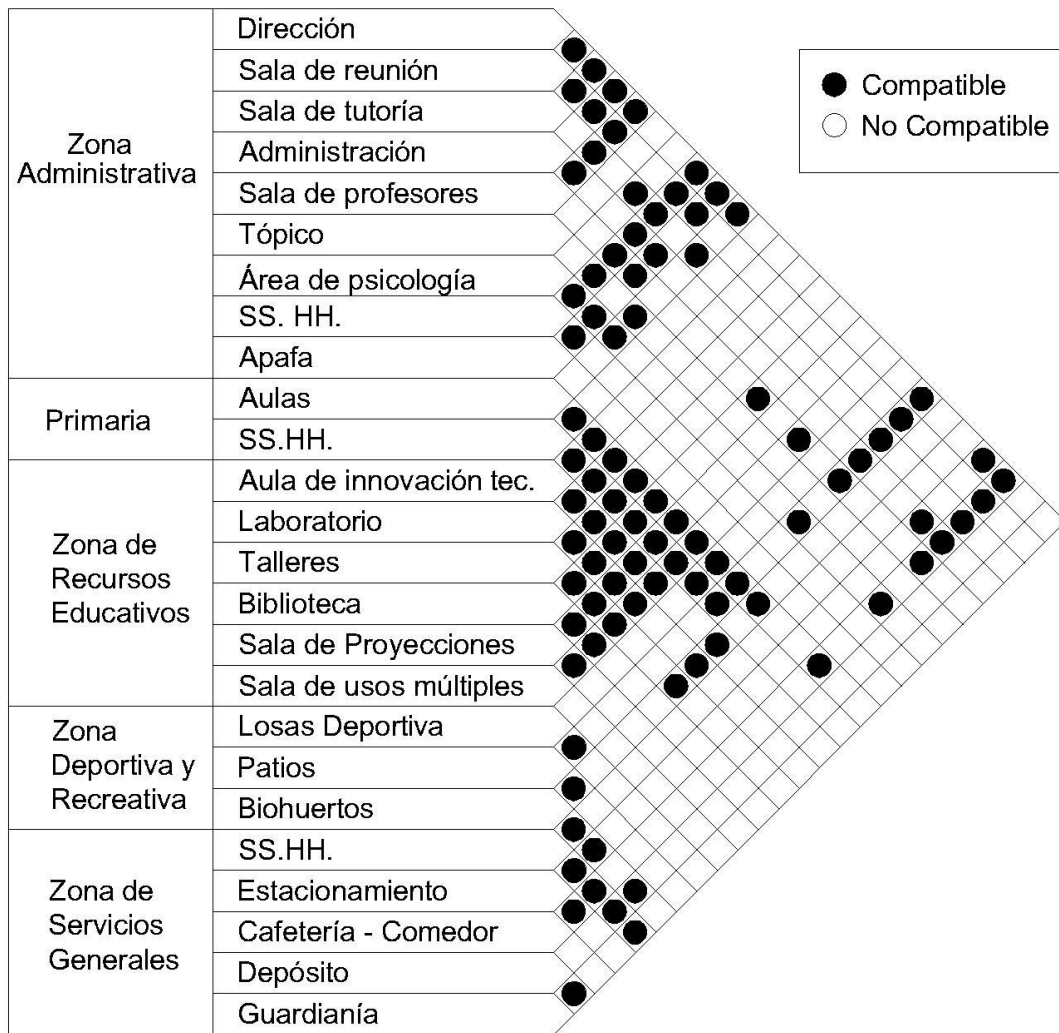 Dirección
Sala de reunión
Sala de tutoría
Zona
Administrativa
Administración
Sala de profesores
Tópico
Área de psicología
SS. HH.
Apafa
Primaria
Aulas
SS.HH.
Zona de
Recursos
Educativos
Aula de innovación tec.
Laboratorio
Talleres
Biblioteca
Sala de Proyecciones
Sala de usos múltiples
Zona
Deportiva y
Recreativa
Losas Deportiva
Patios
Biohuertos
Zona de
Servicios
Generales
SS.HH.
Estacionamiento
Cafetería - Comedor
Depósito
Guardianía
Compatible
No Compatible